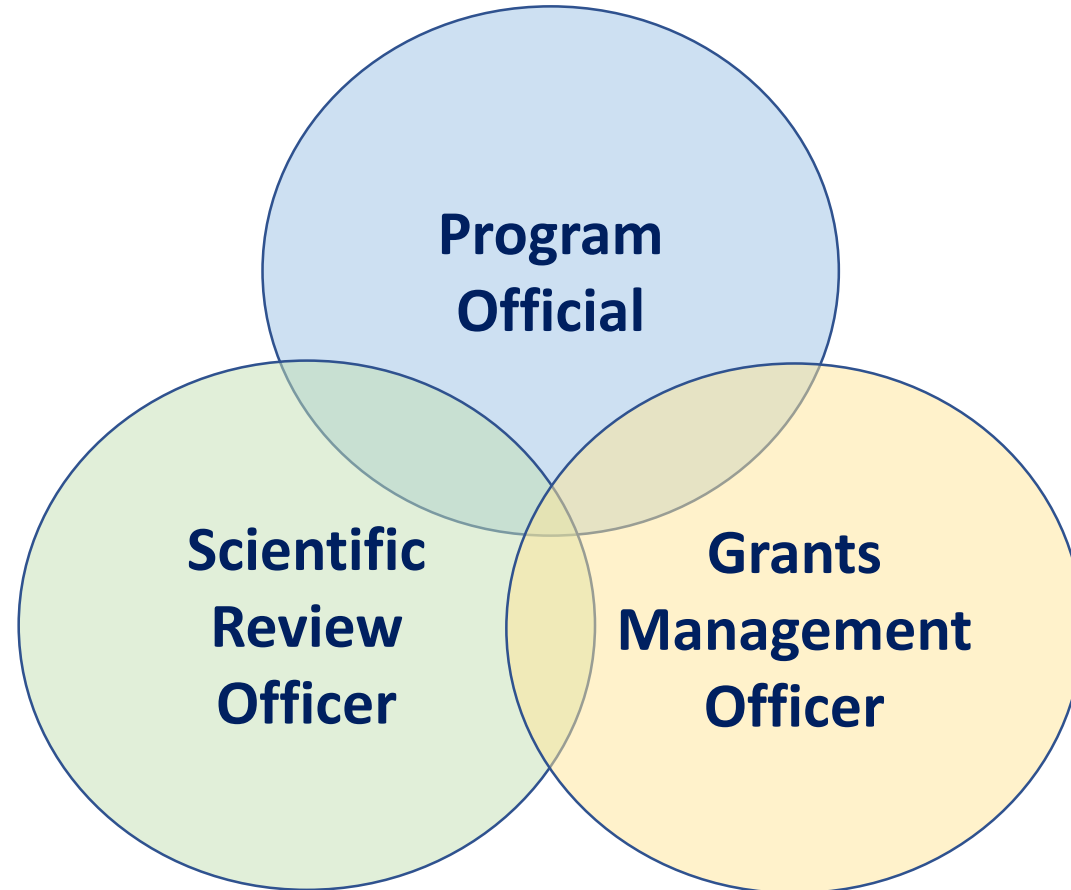 Program
Official
Scientific
Review
Officer
Grants
Management
Officer